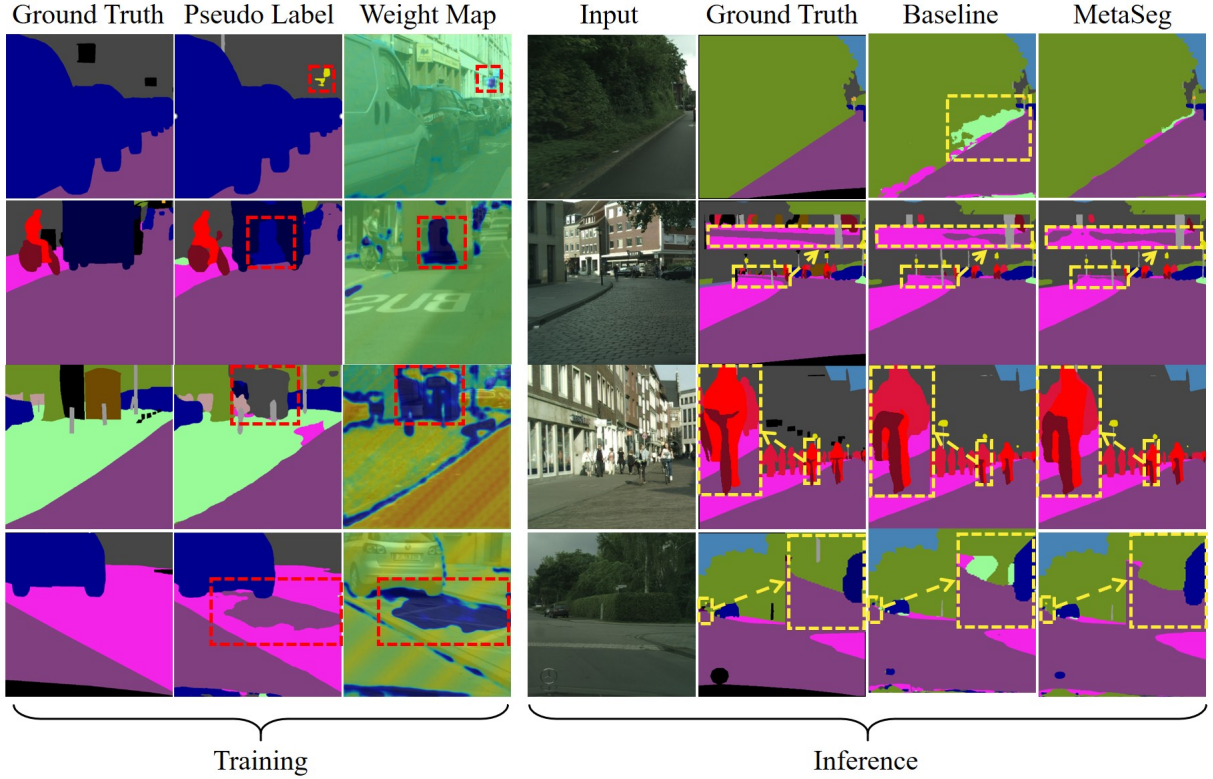 Ground Truth Pseudo Label Weight Map Input Ground Truth Baseline MetaSeg
BUS
Training Inference